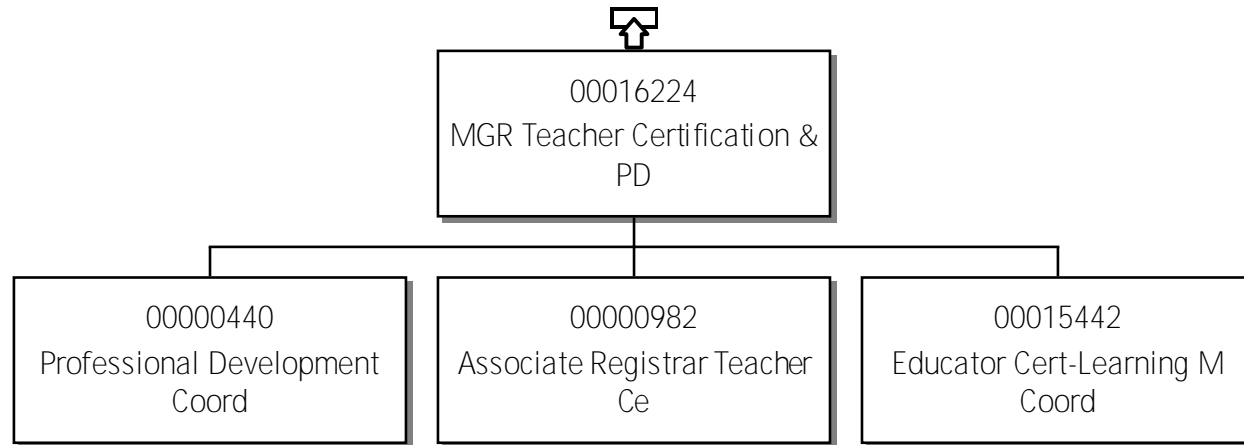 00016224
MGR Teacher Certification &
PD
00000440
Professional Development
Coord
00000982
Associate Registrar Teacher
Ce
00015442
Educator Cert-Learning M
Coord